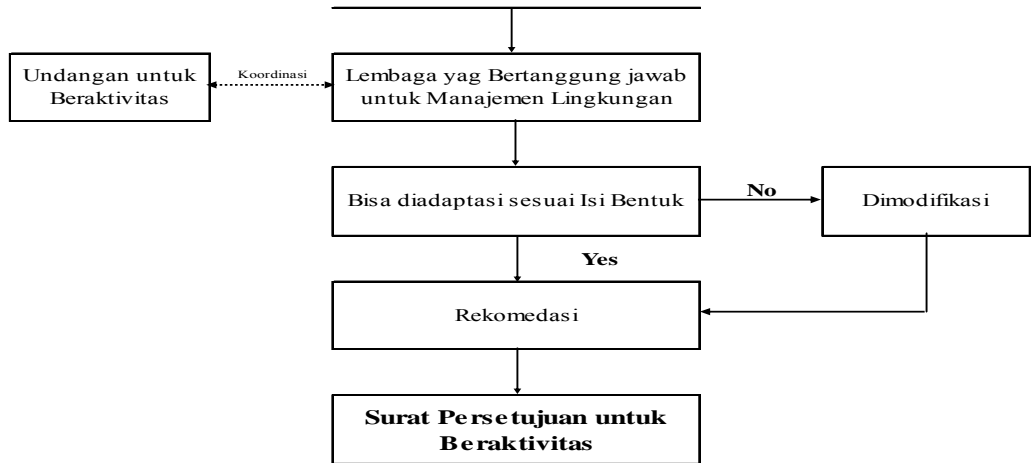 Undangan untuk
Beraktivitas
Koordinasi
Lembaga yag Bertanggung jawab
untuk Manajemen Lingkungan
Bisa diadaptasi sesuai Isi Bentuk
No
Dimodifikasi
Yes
Rekomedasi
Surat Persetujuan untuk
Beraktivitas